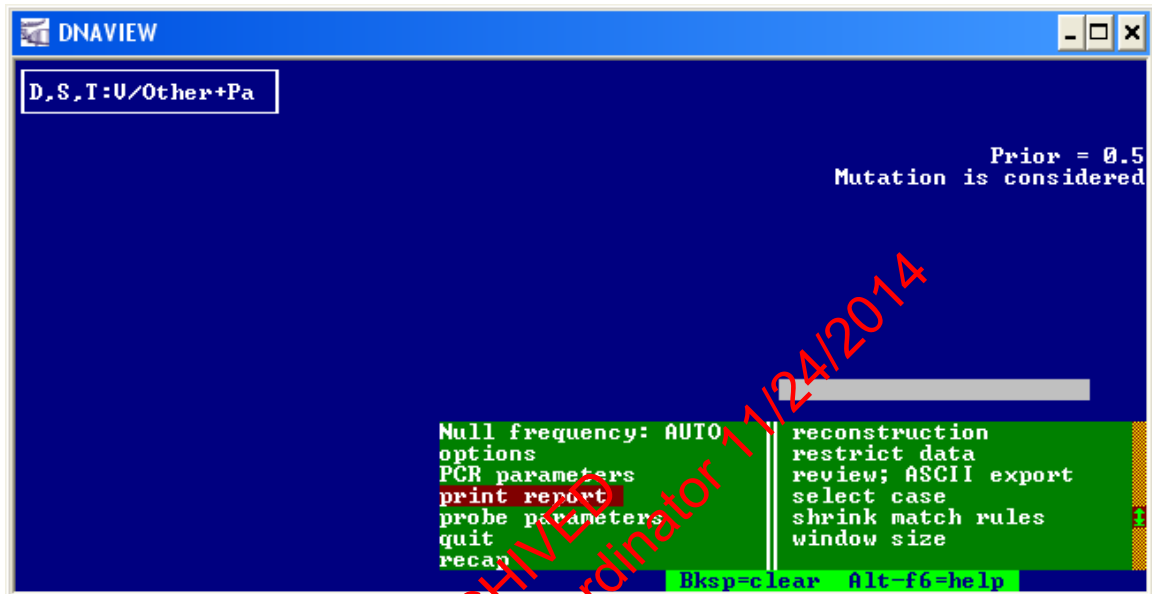 DNAVIEW
D,S,T:V/Other+Pa
Prior = 0.5
Mutation is considered
Null frequency: AUTO
options
PCR parameters
print report
probe parameters
quit
recap
reconstruction
restrict data
review; ASCII export
select case
shrink match rules
window size
Bksp=clear Alt-f6=help
11/24/2014